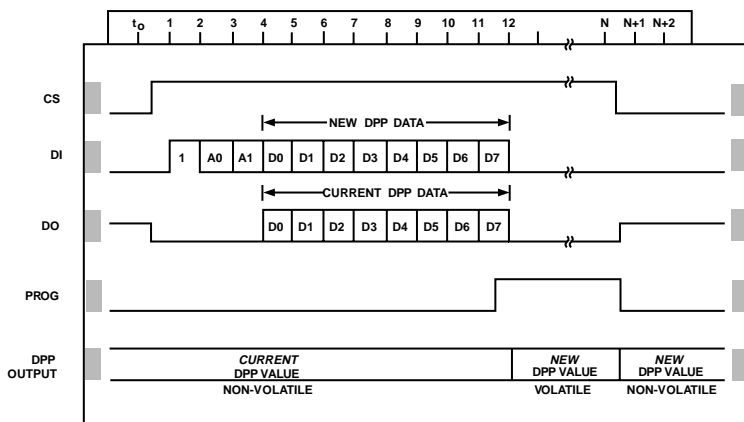 to 1 2 3 4 5 6 7 8 9 10 11 12 N N+1 N+2
CS
NEW DPP DATA
DI 1 A0 A1 D0 D1 D2 D3 D4 D5 D6 D7
CURRENT DPP DATA
DO D0 D1 D2 D3 D4 D5 D6 D7
PROG
DPP
OUTPUT
CURRENT
DPP VALUE
NON-VOLATILE
NEW
DPP VALUE
VOLATILE
NEW
DPP VALUE
NON-VOLATILE